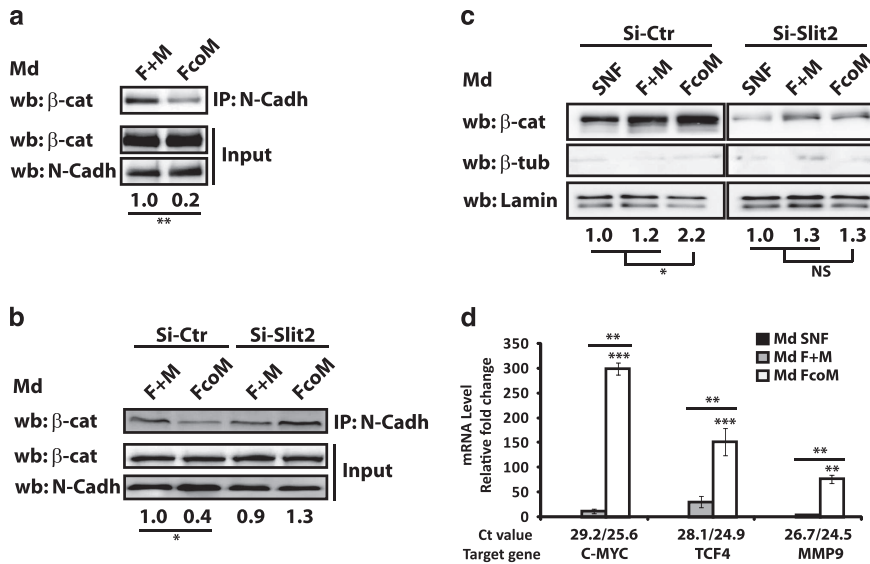 a
Md
F+M FcoM
wb: β-cat IP: N-Cadh
wb: β-cat
wb: N-Cadh
Input
1.0 0.2
**
b
Si-Ctr Si-Slit2
Md
F+M FcoM F+M FcoM
wb: β-cat IP: N-Cadh
wb: β-cat
wb: N-Cadh
Input
1.0 0.4 0.9 1.3
*
c
Si-Ctr Si-Slit2
Md
SNF F+M FcoM SNF F+M FcoM
wb: β-cat
wb: β-tub
wb: Lamin
1.0 1.2 2.2 1.0 1.3 1.3
* NS
d
mRNA Level
Relative fold change
350
300
250
200
150
100
50
0
Md SNF
Md F+M
Md FcoM
**
***
**
***
**
**
Ct value 29.2/25.6 28.1/24.9 26.7/24.5
Target gene C-MYC TCF4 MMP9